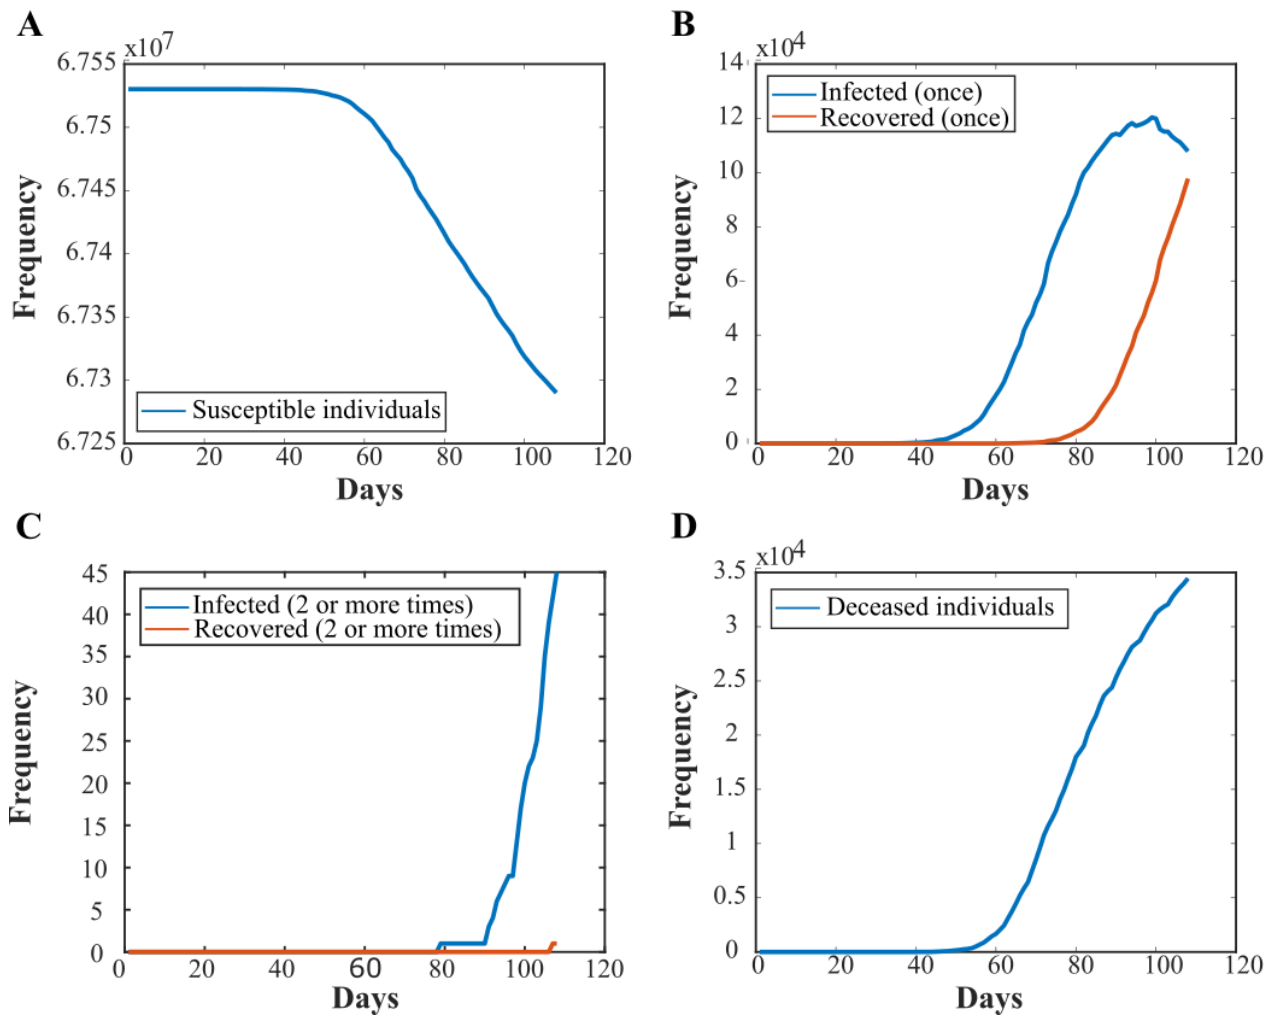 A
x10^7
6.755
6.75
6.745
6.74
6.735
6.73
6.725
Frequency
Susceptible individuals
0 20 40 60 80 100 120
Days
B
x10^4
14
12
10
8
6
4
2
0
Frequency
Infected (once)
Recovered (once)
0 20 40 60 80 100 120
Days
C
45
40
35
30
25
20
15
10
5
0
Frequency
Infected (2 or more times)
Recovered (2 or more times)
0 20 40 60 80 100 120
Days
D
x10^4
3.5
3
2.5
2
1.5
1
0.5
0
Frequency
Deceased individuals
0 20 40 60 80 100 120
Days